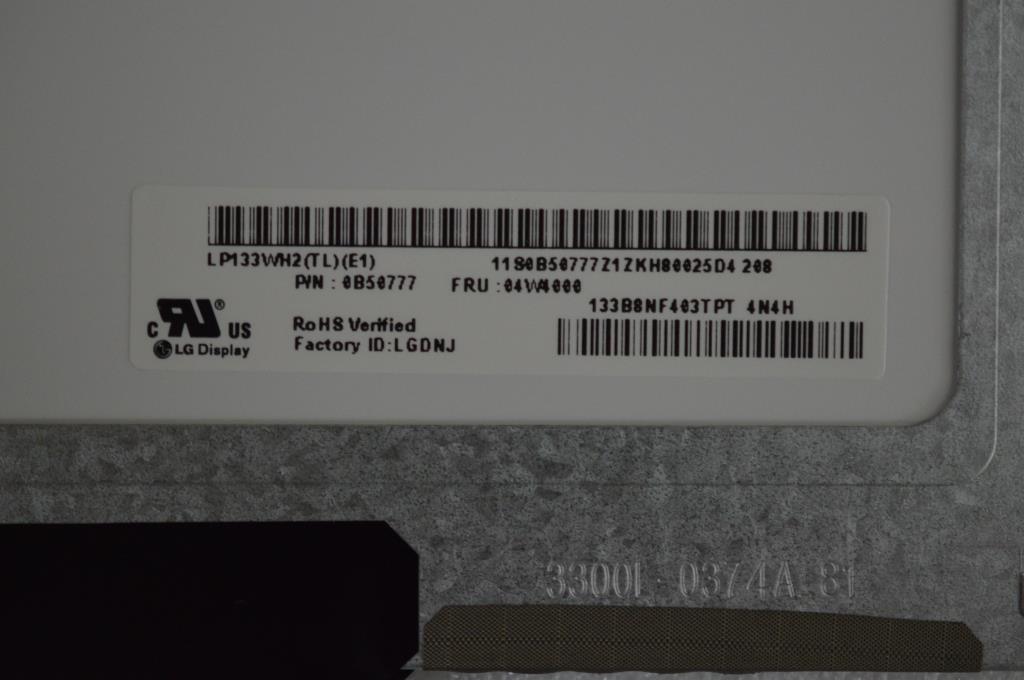 LP133WH2(TL)(E1)
11S0B50777Z1ZKH80025D4 208
P/N : 0B50777 FRU : 04W4000
133B8NF403TPT 4N4H
RoHS Verified
Factory ID:LGDNJ
C RU ® US
LG Display
3300L-0374A 81